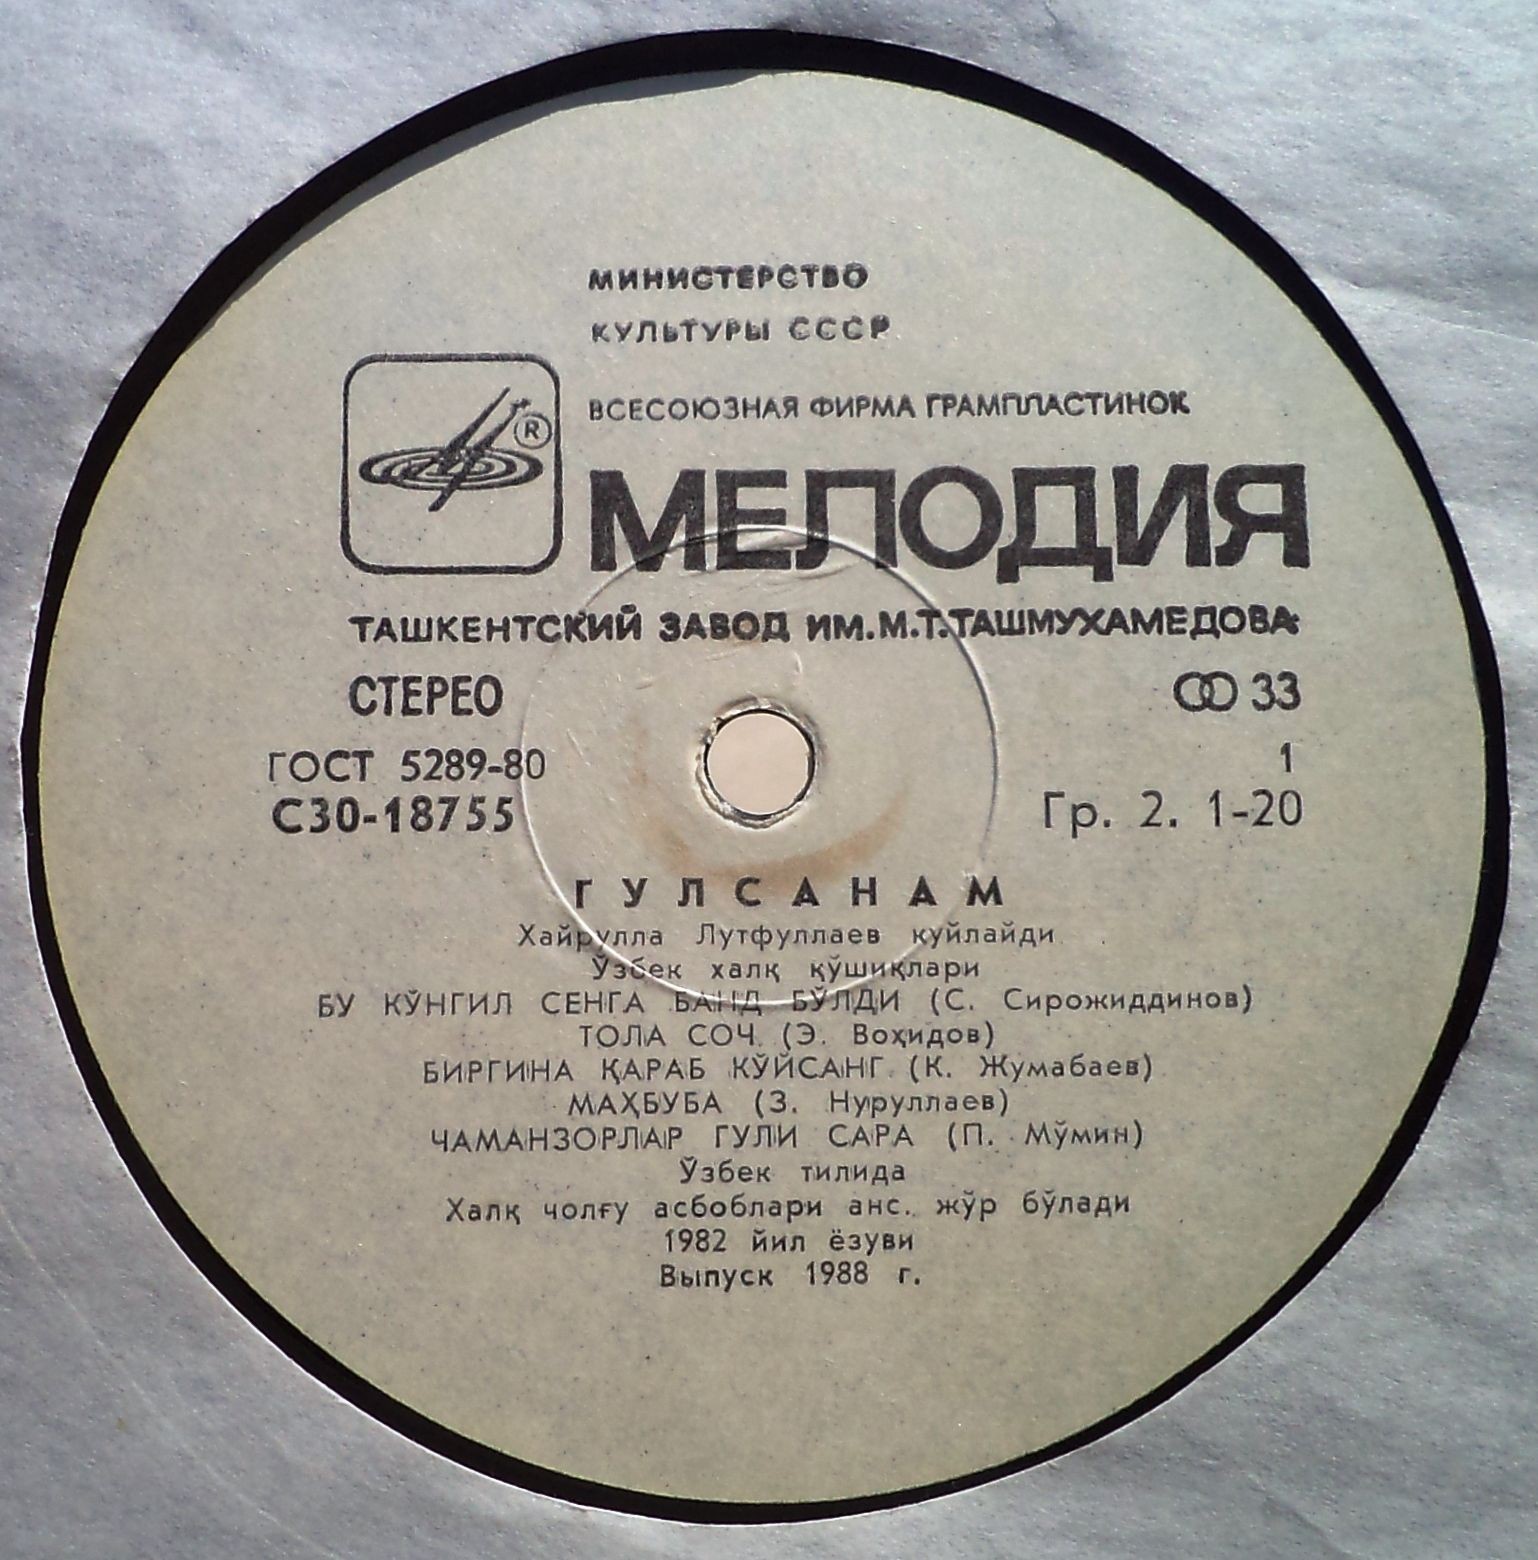 МИНИСТЕРСТВО
КУЛЬТУРЫ СССР
ВСЕСОЮЗНАЯ ФИРМА ГРАМПЛАСТИНОК
®
МЕЛОДИЯ
ТАШКЕНТСКИЙ ЗАВОД ИМ.М.Т.ТАШМУХАМЕДОВА
СТЕРЕО 33
ГОСТ 5289-80 1
С30-18755 Гр. 2. 1-20
ГУЛСАНАМ
Хайрулла Лутфуллаев куйлайди
Ўзбек халқ қўшиқлари
БУ КЎНГИЛ СЕНГА БАНД БЎЛДИ (С. Сирожиддинов)
ТОЛА СОЧ (Э. Воҳидов)
БИРГИНА ҚАРАБ КЎЙСАНГ (К. Жумабаев)
МАҲБУБА (З. Нуруллаев)
ЧАМАНЗОРЛАР ГУЛИ САРА (П. Мўмин)
Ўзбек тилида
Халқ чолғу асбоблари анс. жўр бўлади
1982 йил ёзуви
Выпуск 1988 г.